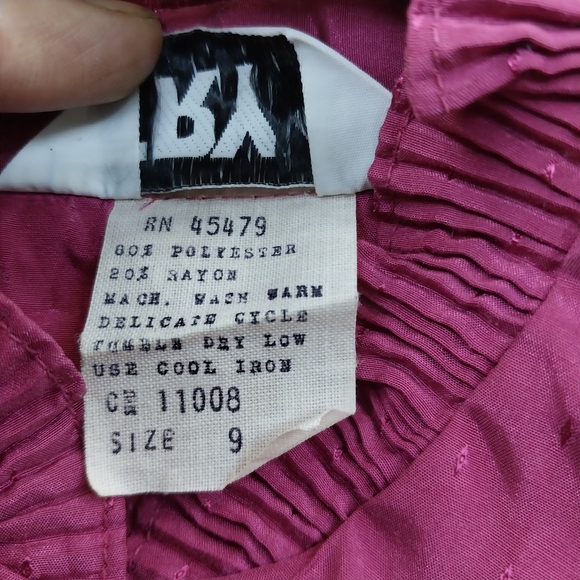 RN 45479
80% POLYESTER
20% RAYON
MACH. WASH WARM
DELICATE CYCLE
TUMBLE DRY LOW
USE COOL IRON
11008
SIZE 9